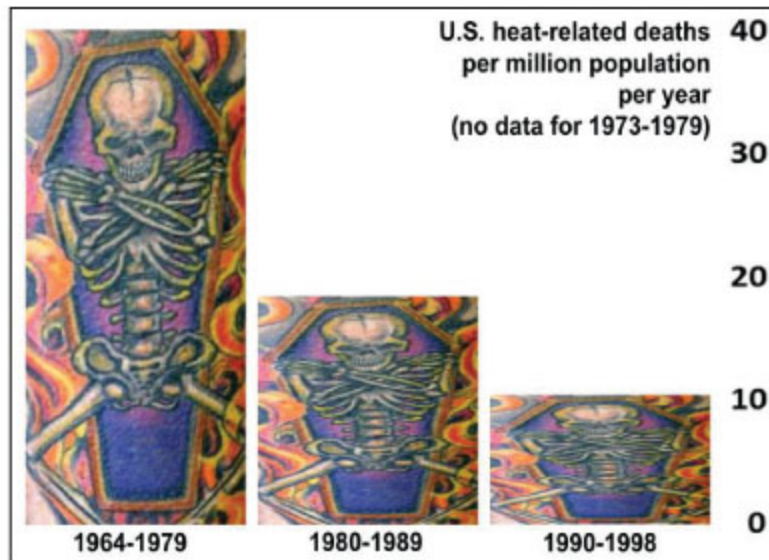 U.S. heat-related deaths
per million population
per year
(no data for 1973-1979)
40
30
20
10
0
1964-1979
1980-1989
1990-1998